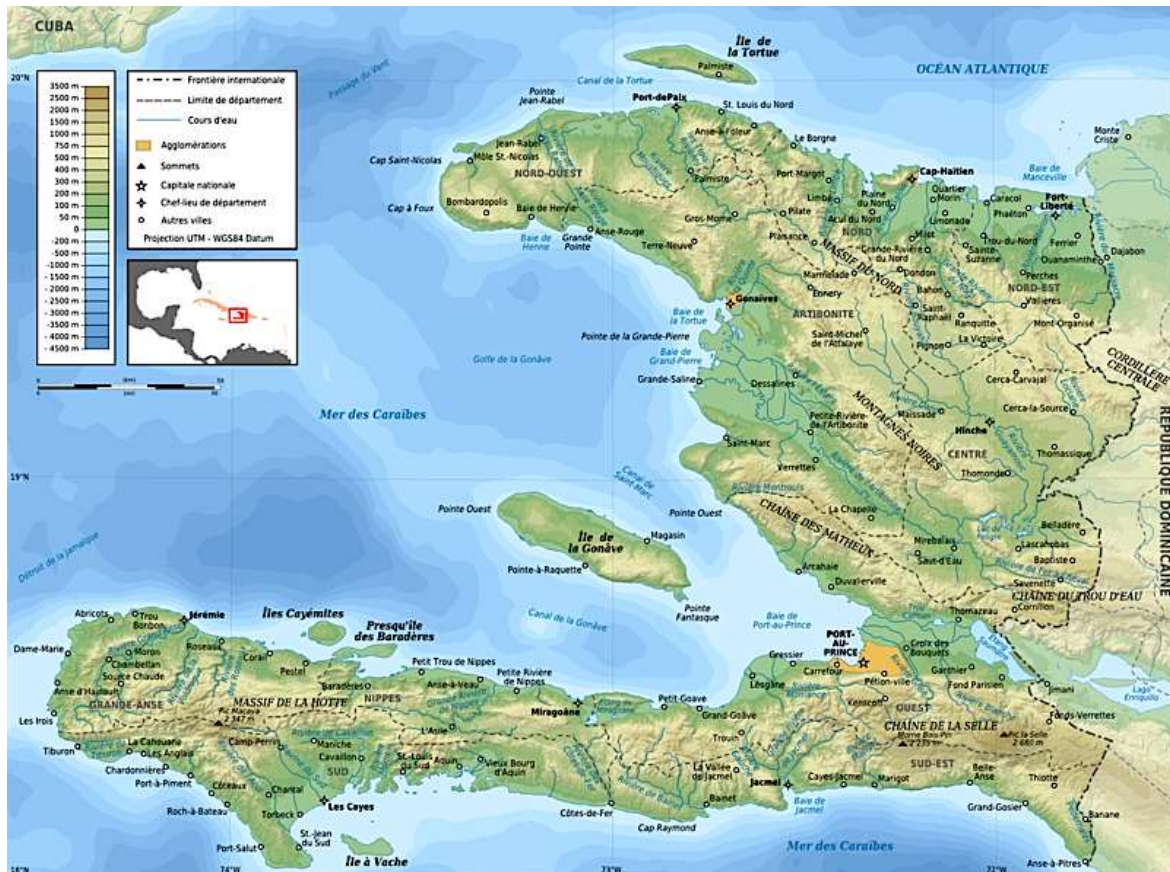 CUBA
20°N
3500 m
2500 m
2000 m
1500 m
1000 m
750 m
500 m
400 m
300 m
200 m
100 m
50 m
0 m
- 200 m
- 500 m
- 1000 m
- 1500 m
- 2000 m
- 2500 m
- 3000 m
- 3500 m
- 4500 m
Frontière internationale
Limite de département
Cours d'eau
Agglomérations
Sommets
Capitale nationale
Chef-lieu de département
Autres villes
Projection UTM - WGS84 Datum
(km)
Passage du Vent
Île de
la Tortue
Palmiste
Canal de la Tortue
OCÉAN ATLANTIQUE
Pointe
Jean-Rabel
Port-dePaix
St. Louis du Nord
Anse-à-Foleur
Le Borgne
Monte
Criste
Jean-Rabel
Cap Saint-Nicolas
Môle St.-Nicolas
NORD-OUEST
Palmiste
Port-Margot
Cap-Haïtien
Baie de
Manceville
Limbé
Plaine
du Nord
Quartier
Morin
Caracol
Fort-
Liberté
Phaëton
Cap à Foux
Bombardopolis
Baie de Henne
Gros-Morne
Pilate
Acul du Nord
Limonade
Baie de
Henne
Grande
Pointe
Anse-Rouge
Terre-Neuve
Plaisance
NORD
Milot
Trou-du-Nord
Ferrier
Grande-Rivière
du Nord
Sainte-
Suzanne
Ouanaminthe
Dajabon
MASSIF DU NORD
Marmelade
Dondon
Perches
NORD-EST
Ennery
Bahon
Vallières
Gonaïves
ARTIBONITE
Saint-
Raphaël
Ranquitte
Mont-Organisé
Baie de
la Tortue
Pointe de la Grande-Pierre
Saint-Michel
de l'Attalaye
Pignon
La Victoire
Baie de
Grand-Pierre
Golfe de la Gonâve
CORDILLÈRE
CENTRALE
Grande-Saline
Dessalines
Cerca-Carvajal
Mer des Caraïbes
Maissade
Cerca-la-Source
MONTAGNES NOIRES
Petite-Rivière-
de-l'Artibonite
Hinche
RÉPUBLIQUE DOMINICAINE
Saint-Marc
CENTRE
Thomassique
19°N
Verrettes
Thomonde
Canal de
Saint-Marc
Rivière Montrouis
Pointe Ouest
Pointe Ouest
CHAÎNE DES MATHEUX
La Chapelle
Belladère
Île de
la Gonâve
Magasin
Mirebalais
Lascahobas
Saut-d'Eau
Baptiste
Détroit de la Jamaïque
Pointe-à-Raquette
Arcahaie
Savenette
Duvalierville
CHAÎNE DU TROU D'EAU
Pointe
Fantasque
Cornillon
Abricots
Trou
Bonbon
Jérémie
Îles Cayémites
Canal de la Gonâve
Baie de
Port-au-Prince
Thomazeau
Presqu'île
des Baradères
PORT-
AU-
PRINCE
Croix des
Bouquets
Dame-Marie
Moron
Roseaux
Corail
Petit Trou de Nippes
Gressier
Carrefour
Ganthier
Chambellan
Pestel
Source Chaude
Anse-à-Veau
Petite Rivière
de Nippes
Pétion-ville
Fond Parisien
Jimani
Lago
Enriquillo
Anse d'Hadault
Baradères
NIPPES
Léogâne
Petit-Goave
GRANDE-ANSE
MASSIF DE LA HOTTE
Miragoâne
Grand-Goâve
Kenscoff
OUEST
Fonds-Verrettes
Les Irois
Pic Macaya
2 347 m
L'Asile
CHAÎNE DE LA SELLE
Pic la Selle
2 680 m
Tiburon
La Cahouana
Les Anglais
Camp-Perrin
Maniche
Trouin
Chardonnières
Cavaillon
St.-Louis
du Sud
Aquin
Vieux Bourg
d'Aquin
La Vallée
de Jacmel
SUD-EST
Port-à-Piment
SUD
Jacmel
Cayes-Jacmel
Marigot
Belle-
Anse
Thiotte
Côteaux
Chantal
Les Cayes
Roch-à-Bateau
Torbeck
Côtes-de-Fer
Bainet
Baie de
Jacmel
Grand-Gosier
Banane
Cap Raymond
Port-Salut
St.-Jean
du Sud
Île à Vache
Mer des Caraïbes
Anse-à-Pitres
18°N
74°W
73°W
72°W